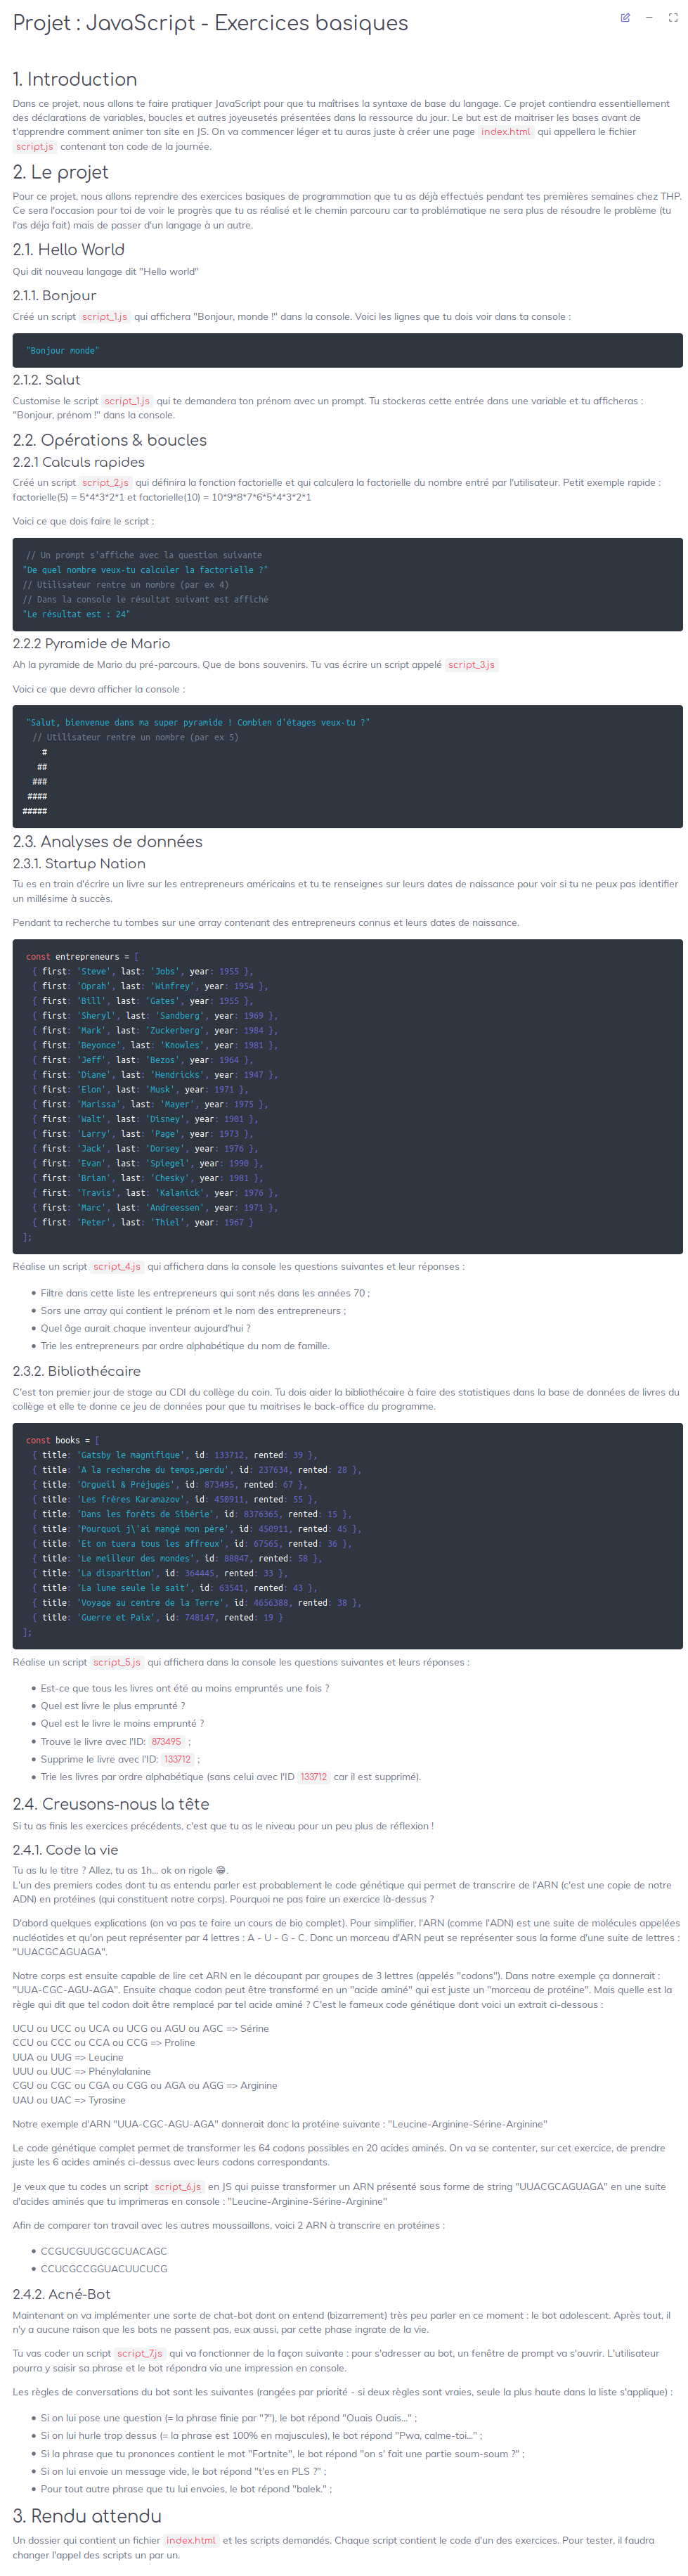 Projet : JavaScript - Exercices basiques
1. Introduction
Dans ce projet, nous allons te faire pratiquer JavaScript pour que tu maîtrises la syntaxe de base du langage. Ce projet contiendra essentiellement
des déclarations de variables, boucles et autres joyeusetés présentées dans la ressource du jour. Le but est de maitriser les bases avant de
t'apprendre comment animer ton site en JS. On va commencer léger et tu auras juste à créer une page index.html qui appellera le fichier
script.js contenant ton code de la journée.
2. Le projet
Pour ce projet, nous allons reprendre des exercices basiques de programmation que tu as déjà effectués pendant tes premières semaines chez THP.
Ce sera l'occasion pour toi de voir le progrès que tu as réalisé et le chemin parcouru car ta problématique ne sera plus de résoudre le problème (tu
l'as déja fait) mais de passer d'un langage à un autre.
2.1. Hello World
Qui dit nouveau langage dit "Hello world"
2.1.1. Bonjour
Créé un script script_1.js qui affichera "Bonjour, monde !" dans la console. Voici les lignes que tu dois voir dans ta console :
"Bonjour monde"
2.1.2. Salut
Customise le script script_1.js qui te demandera ton prénom avec un prompt. Tu stockeras cette entrée dans une variable et tu afficheras :
"Bonjour, prénom !" dans la console.
2.2. Opérations & boucles
2.2.1 Calculs rapides
Créé un script script_2.js qui définira la fonction factorielle et qui calculera la factorielle du nombre entré par l'utilisateur. Petit exemple rapide :
factorielle(5) = 5*4*3*2*1 et factorielle(10) = 10*9*8*7*6*5*4*3*2*1
Voici ce que dois faire le script :
// Un prompt s'affiche avec la question suivante
"De quel nombre veux-tu calculer la factorielle ?"
// Utilisateur rentre un nombre (par ex 4)
// Dans la console le résultat suivant est affiché
"Le résultat est : 24"
2.2.2 Pyramide de Mario
Ah la pyramide de Mario du pré-parcours. Que de bons souvenirs. Tu vas écrire un script appelé script_3.js
Voici ce que devra afficher la console :
"Salut, bienvenue dans ma super pyramide ! Combien d'étages veux-tu ?"
// Utilisateur rentre un nombre (par ex 5)
#
##
###
####
#####
2.3. Analyses de données
2.3.1. Startup Nation
Tu es en train d'écrire un livre sur les entrepreneurs américains et tu te renseignes sur leurs dates de naissance pour voir si tu ne peux pas identifier
un millésime à succès.
Pendant ta recherche tu tombes sur une array contenant des entrepreneurs connus et leurs dates de naissance.
const entrepreneurs = [
{ first: 'Steve', last: 'Jobs', year: 1955 },
{ first: 'Oprah', last: 'Winfrey', year: 1954 },
{ first: 'Bill', last: 'Gates', year: 1955 },
{ first: 'Sheryl', last: 'Sandberg', year: 1969 },
{ first: 'Mark', last: 'Zuckerberg', year: 1984 },
{ first: 'Beyonce', last: 'Knowles', year: 1981 },
{ first: 'Jeff', last: 'Bezos', year: 1964 },
{ first: 'Diane', last: 'Hendricks', year: 1947 },
{ first: 'Elon', last: 'Musk', year: 1971 },
{ first: 'Marissa', last: 'Mayer', year: 1975 },
{ first: 'Walt', last: 'Disney', year: 1901 },
{ first: 'Larry', last: 'Page', year: 1973 },
{ first: 'Jack', last: 'Dorsey', year: 1976 },
{ first: 'Evan', last: 'Spiegel', year: 1990 },
{ first: 'Brian', last: 'Chesky', year: 1981 },
{ first: 'Travis', last: 'Kalanick', year: 1976 },
{ first: 'Marc', last: 'Andreessen', year: 1971 },
{ first: 'Peter', last: 'Thiel', year: 1967 }
];
Réalise un script script_4.js qui affichera dans la console les questions suivantes et leur réponses :
• Filtre dans cette liste les entrepreneurs qui sont nés dans les années 70 ;
• Sors une array qui contient le prénom et le nom des entrepreneurs ;
• Quel âge aurait chaque inventeur aujourd'hui ?
• Trie les entrepreneurs par ordre alphabétique du nom de famille.
2.3.2. Bibliothécaire
C'est ton premier jour de stage au CDI du collège du coin. Tu dois aider la bibliothécaire à faire des statistiques dans la base de données de livres du
collège et elle te donne ce jeu de données pour que tu maitrises le back-office du programme.
const books = [
{ title: 'Gatsby le magnifique', id: 133712, rented: 39 },
{ title: 'A la recherche du temps,perdu', id: 237634, rented: 28 },
{ title: 'Orgueil & Préjugés', id: 873495, rented: 67 },
{ title: 'Les frères Karamazov', id: 450911, rented: 55 },
{ title: 'Dans les forêts de Sibérie', id: 8376365, rented: 15 },
{ title: 'Pourquoi j\'ai mangé mon père', id: 450911, rented: 45 },
{ title: 'Et on tuera tous les affreux', id: 67565, rented: 36 },
{ title: 'Le meilleur des mondes', id: 88847, rented: 58 },
{ title: 'La disparition', id: 364445, rented: 33 },
{ title: 'La lune seule le sait', id: 63541, rented: 43 },
{ title: 'Voyage au centre de la Terre', id: 4656388, rented: 38 },
{ title: 'Guerre et Paix', id: 748147, rented: 19 }
];
Réalise un script script_5.js qui affichera dans la console les questions suivantes et leurs réponses :
• Est-ce que tous les livres ont été au moins empruntés une fois ?
• Quel est livre le plus emprunté ?
• Quel est le livre le moins emprunté ?
• Trouve le livre avec l'ID: 873495 ;
• Supprime le livre avec l'ID: 133712 ;
• Trie les livres par ordre alphabétique (sans celui avec l'ID 133712 car il est supprimé).
2.4. Creusons-nous la tête
Si tu as finis les exercices précédents, c'est que tu as le niveau pour un peu plus de réflexion !
2.4.1. Code la vie
Tu as lu le titre ? Allez, tu as 1h... ok on rigole 😁.
L'un des premiers codes dont tu as entendu parler est probablement le code génétique qui permet de transcrire de l'ARN (c'est une copie de notre
ADN) en protéines (qui constituent notre corps). Pourquoi ne pas faire un exercice là-dessus ?
D'abord quelques explications (on va pas te faire un cours de bio complet). Pour simplifier, l'ARN (comme l'ADN) est une suite de molécules appelées
nucléotides et qu'on peut représenter par 4 lettres : A - U - G - C. Donc un morceau d'ARN peut se représenter sous la forme d'une suite de lettres :
"UUACGCAGUAGA".
Notre corps est ensuite capable de lire cet ARN en le découpant par groupes de 3 lettres (appelés "codons"). Dans notre exemple ça donnerait :
"UUA-CGC-AGU-AGA". Ensuite chaque codon peut être transformé en un "acide aminé" qui est juste un "morceau de protéine". Mais quelle est la
règle qui dit que tel codon doit être remplacé par tel acide aminé ? C'est le fameux code génétique dont voici un extrait ci-dessous :
UCU ou UCC ou UCA ou UCG ou AGU ou AGC => Sérine
CCU ou CCC ou CCA ou CCG => Proline
UUA ou UUG => Leucine
UUU ou UUC => Phénylalanine
CGU ou CGC ou CGA ou CGG ou AGA ou AGG => Arginine
UAU ou UAC => Tyrosine
Notre exemple d'ARN "UUA-CGC-AGU-AGA" donnerait donc la protéine suivante : "Leucine-Arginine-Sérine-Arginine"
Le code génétique complet permet de transformer les 64 codons possibles en 20 acides aminés. On va se contenter, sur cet exercice, de prendre
juste les 6 acides aminés ci-dessus avec leurs codons correspondants.
Je veux que tu codes un script script_6.js en JS qui puisse transformer un ARN présenté sous forme de string "UUACGCAGUAGA" en une suite
d'acides aminés que tu imprimeras en console : "Leucine-Arginine-Sérine-Arginine"
Afin de comparer ton travail avec les autres moussaillons, voici 2 ARN à transcrire en protéines :
• CCGUCGUUGCGCUACAGC
• CCUCGCCGGUACUUCUCG
2.4.2. Acné-Bot
Maintenant on va implémenter une sorte de chat-bot dont on entend (bizarrement) très peu parler en ce moment : le bot adolescent. Après tout, il
n'y a aucune raison que les bots ne passent pas, eux aussi, par cette phase ingrate de la vie.
Tu vas coder un script script_7.js qui va fonctionner de la façon suivante : pour s'adresser au bot, un fenêtre de prompt va s'ouvrir. L'utilisateur
pourra y saisir sa phrase et le bot répondra via une impression en console.
Les règles de conversations du bot sont les suivantes (rangées par priorité - si deux règles sont vraies, seule la plus haute dans la liste s'applique) :
• Si on lui pose une question (= la phrase finie par "?"), le bot répond "Ouais Ouais..." ;
• Si on lui hurle trop dessus (= la phrase est 100% en majuscules), le bot répond "Pwa, calme-toi..." ;
• Si la phrase que tu prononces contient le mot "Fortnite", le bot répond "on s' fait une partie soum-soum ?" ;
• Si on lui envoie un message vide, le bot répond "t'es en PLS ?" ;
• Pour tout autre phrase que tu lui envoies, le bot répond "balek." ;
3. Rendu attendu
Un dossier qui contient un fichier index.html et les scripts demandés. Chaque script contient le code d'un des exercices. Pour tester, il faudra
changer l'appel des scripts un par un.